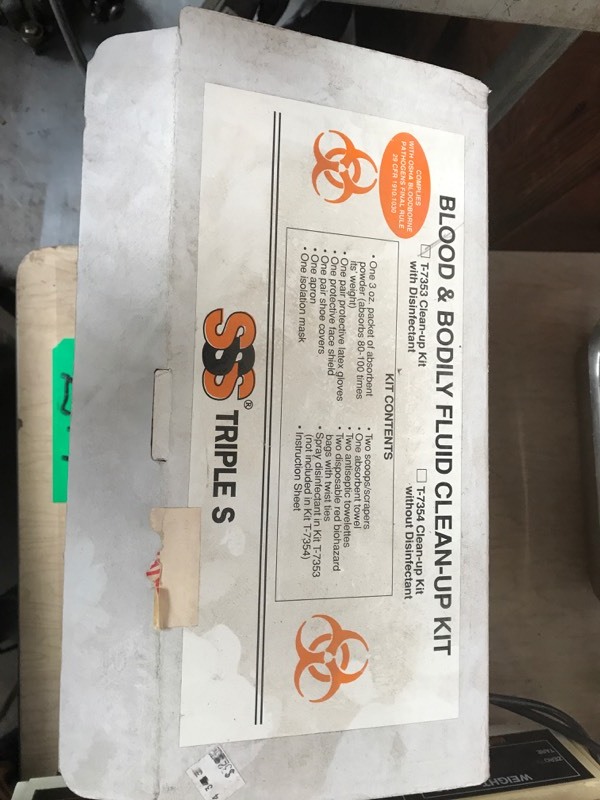 COMPLIES
WITH OSHA BLOODBORNE
PATHOGENS FINAL RULE
29 CFR 1910.1030
BLOOD & BODILY FLUID CLEAN-UP KIT
T-7353 Clean-up Kit
with Disinfectant
T-7354 Clean-up Kit
without Disinfectant
KIT CONTENTS
• One 3 oz. packet of absorbent
powder (absorbs 80-100 times
its' weight)
• One pair protective latex gloves
• One protective face shield
• One pair shoe covers
• One apron
• One isolation mask
• Two scoops/scrapers
• One absorbent towel
• Two antiseptic towelettes
• Two disposable red biohazard
bags with twist ties
• Spray disinfectant in Kit T-7353
(not included in Kit T-7354)
• Instruction Sheet
SSS® TRIPLE S
ZERO
TARE
WEIGHT